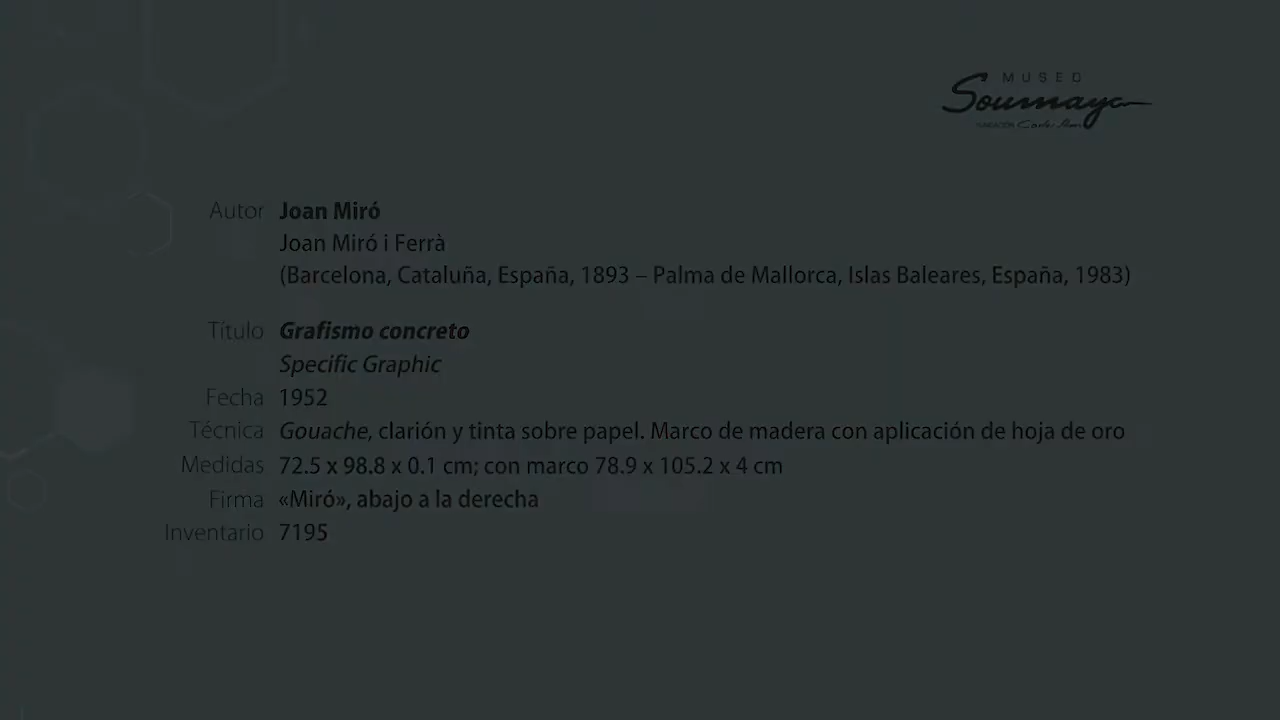 MUSEO
Soumaya
FUNDACIÓN Carlos Slim
Autor Joan Miró
Joan Miró i Ferrà
(Barcelona, Cataluña, España, 1893 – Palma de Mallorca, Islas Baleares, España, 1983)
Título Grafismo concreto
Specific Graphic
Fecha 1952
Técnica Gouache, clarión y tinta sobre papel. Marco de madera con aplicación de hoja de oro
Medidas 72.5 x 98.8 x 0.1 cm; con marco 78.9 x 105.2 x 4 cm
Firma «Miró», abajo a la derecha
Inventario 7195